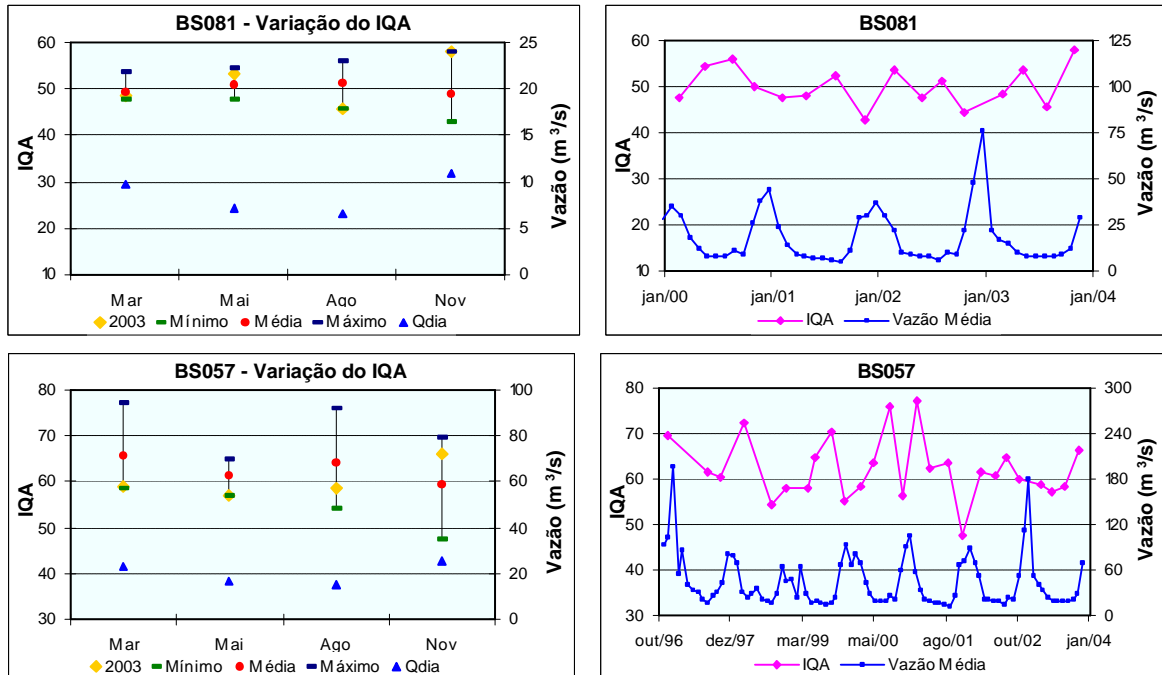 BS081 - Variação do IQA
60
50
40
30
20
10
IQA
25
20
15
10
5
0
Vazão (m³/s)
Mar Mai Ago Nov
2003 Mínimo Média Máximo Qdia
BS081
60
50
40
30
20
10
IQA
125
100
75
50
25
0
Vazão (m³/s)
jan/00 jan/01 jan/02 jan/03 jan/04
IQA Vazão Média
BS057 - Variação do IQA
80
70
60
50
40
30
IQA
100
80
60
40
20
0
Vazão (m³/s)
Mar Mai Ago Nov
2003 Mínimo Média Máximo Qdia
BS057
80
70
60
50
40
30
IQA
300
240
180
120
60
0
Vazão (m³/s)
out/96 dez/97 mar/99 mai/00 ago/01 out/02 jan/04
IQA Vazão Média